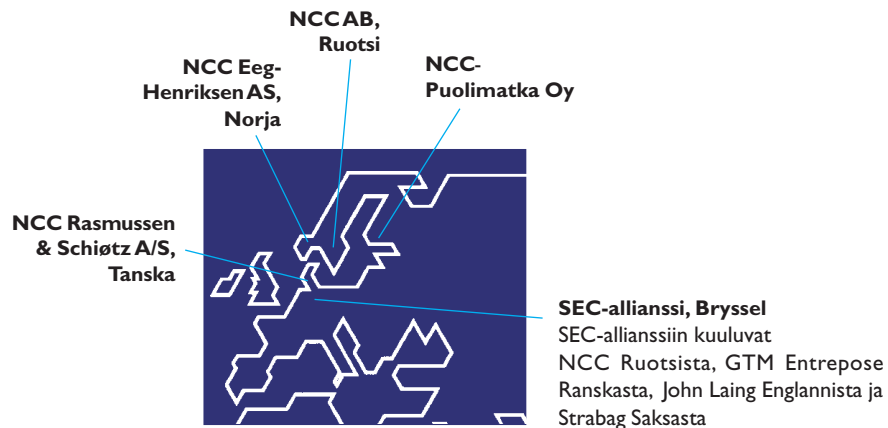 NCC AB,
Ruotsi
NCC Eeg-
Henriksen AS,
Norja
NCC-
Puolimatka Oy
NCC Rasmussen
& Schiøtz A/S,
Tanska
SEC-allianssi, Bryssel
SEC-allianssiin kuuluvat
NCC Ruotsista, GTM Entrepose
Ranskasta, John Laing Englannista ja
Strabag Saksasta